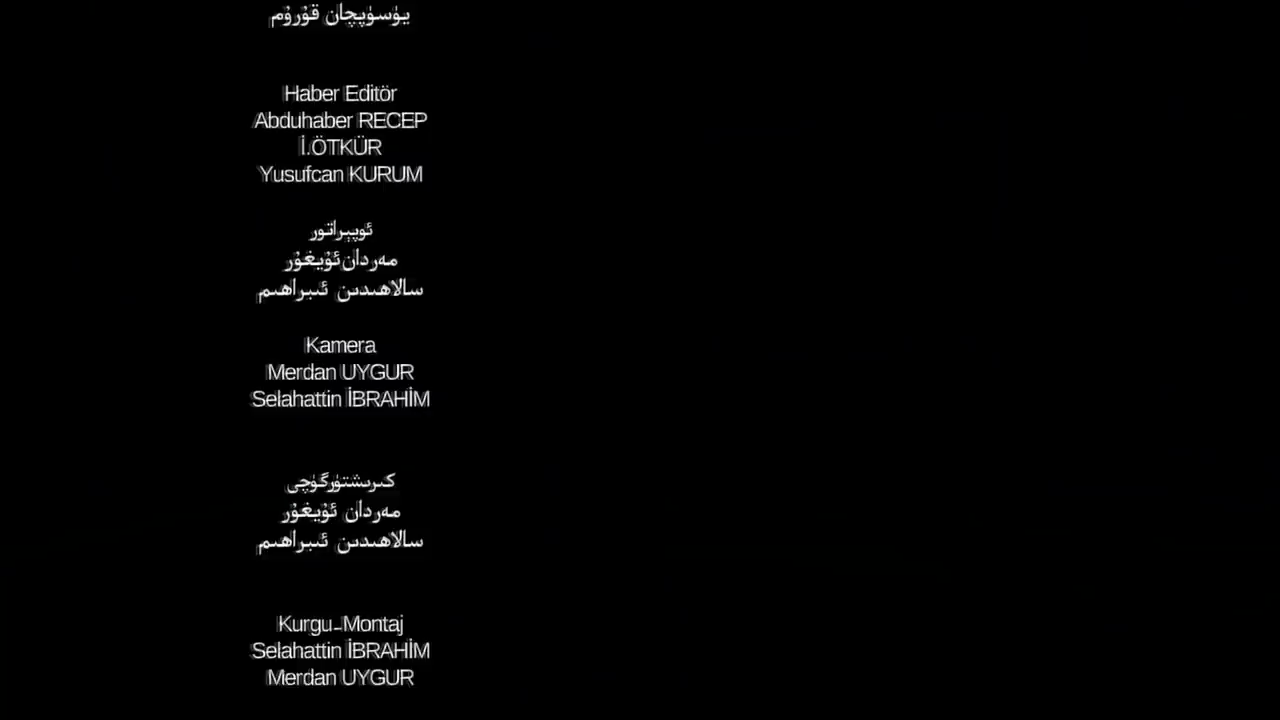 يۈسۈپچان قۇرۇم
Haber Editör
Abduhaber RECEP
İ.ÖTKÜR
Yusufcan KURUM
ئوپېراتور
مەردان ئۇيغۇر
سالاھىدىن ئىبراھىم
Kamera
Merdan UYGUR
Selahattin İBRAHİM
كىرىشتۈرگۈچى
مەردان ئۇيغۇر
سالاھىدىن ئىبراھىم
Kurgu-Montaj
Selahattin İBRAHİM
Merdan UYGUR